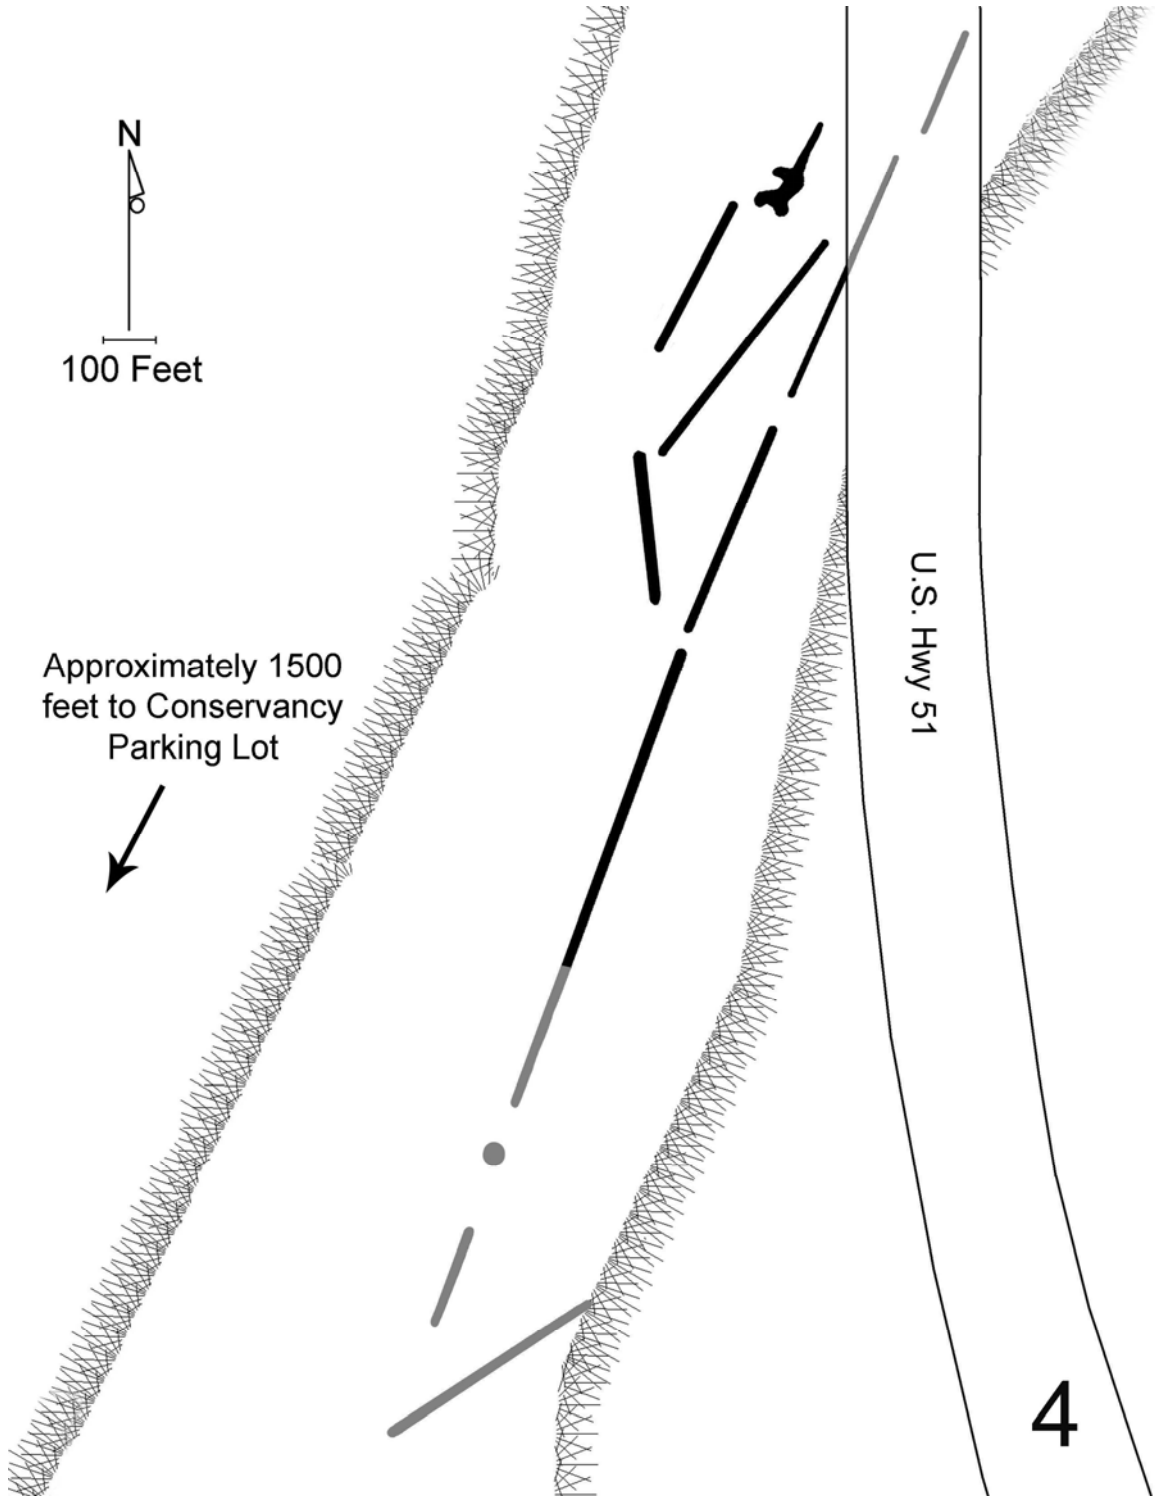 N
100 Feet
U.S. Hwy 51
Approximately 1500
feet to Conservancy
Parking Lot
4